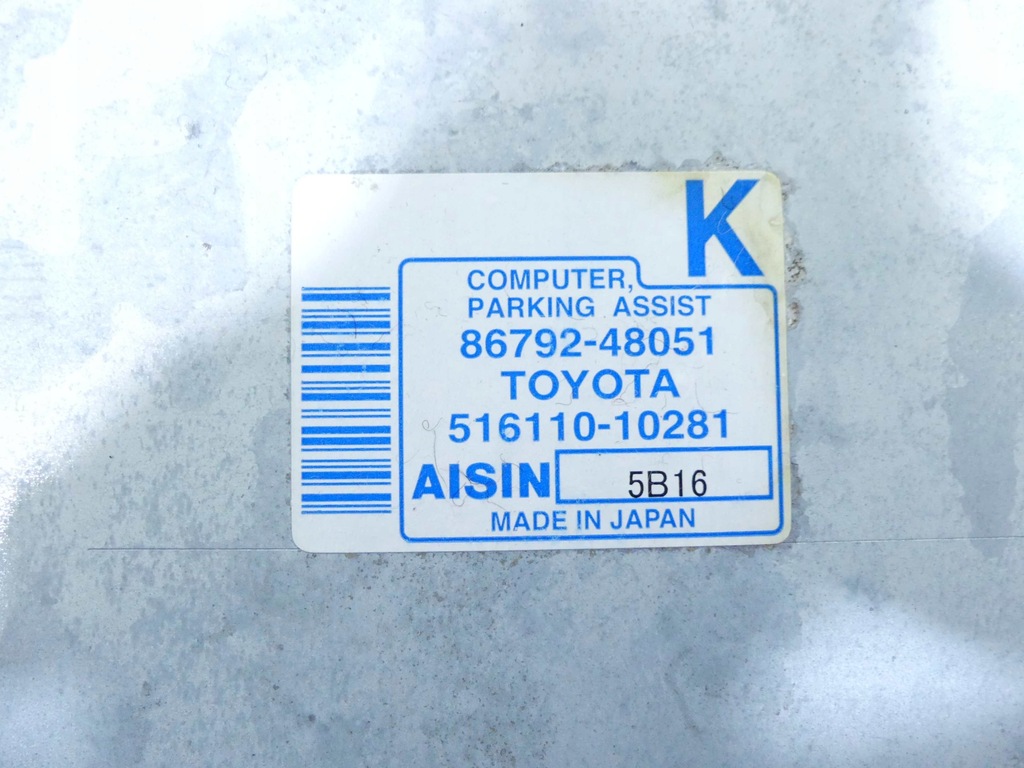 K
COMPUTER,
PARKING ASSIST
86792-48051
TOYOTA
516110-10281
AISIN 5B16
MADE IN JAPAN